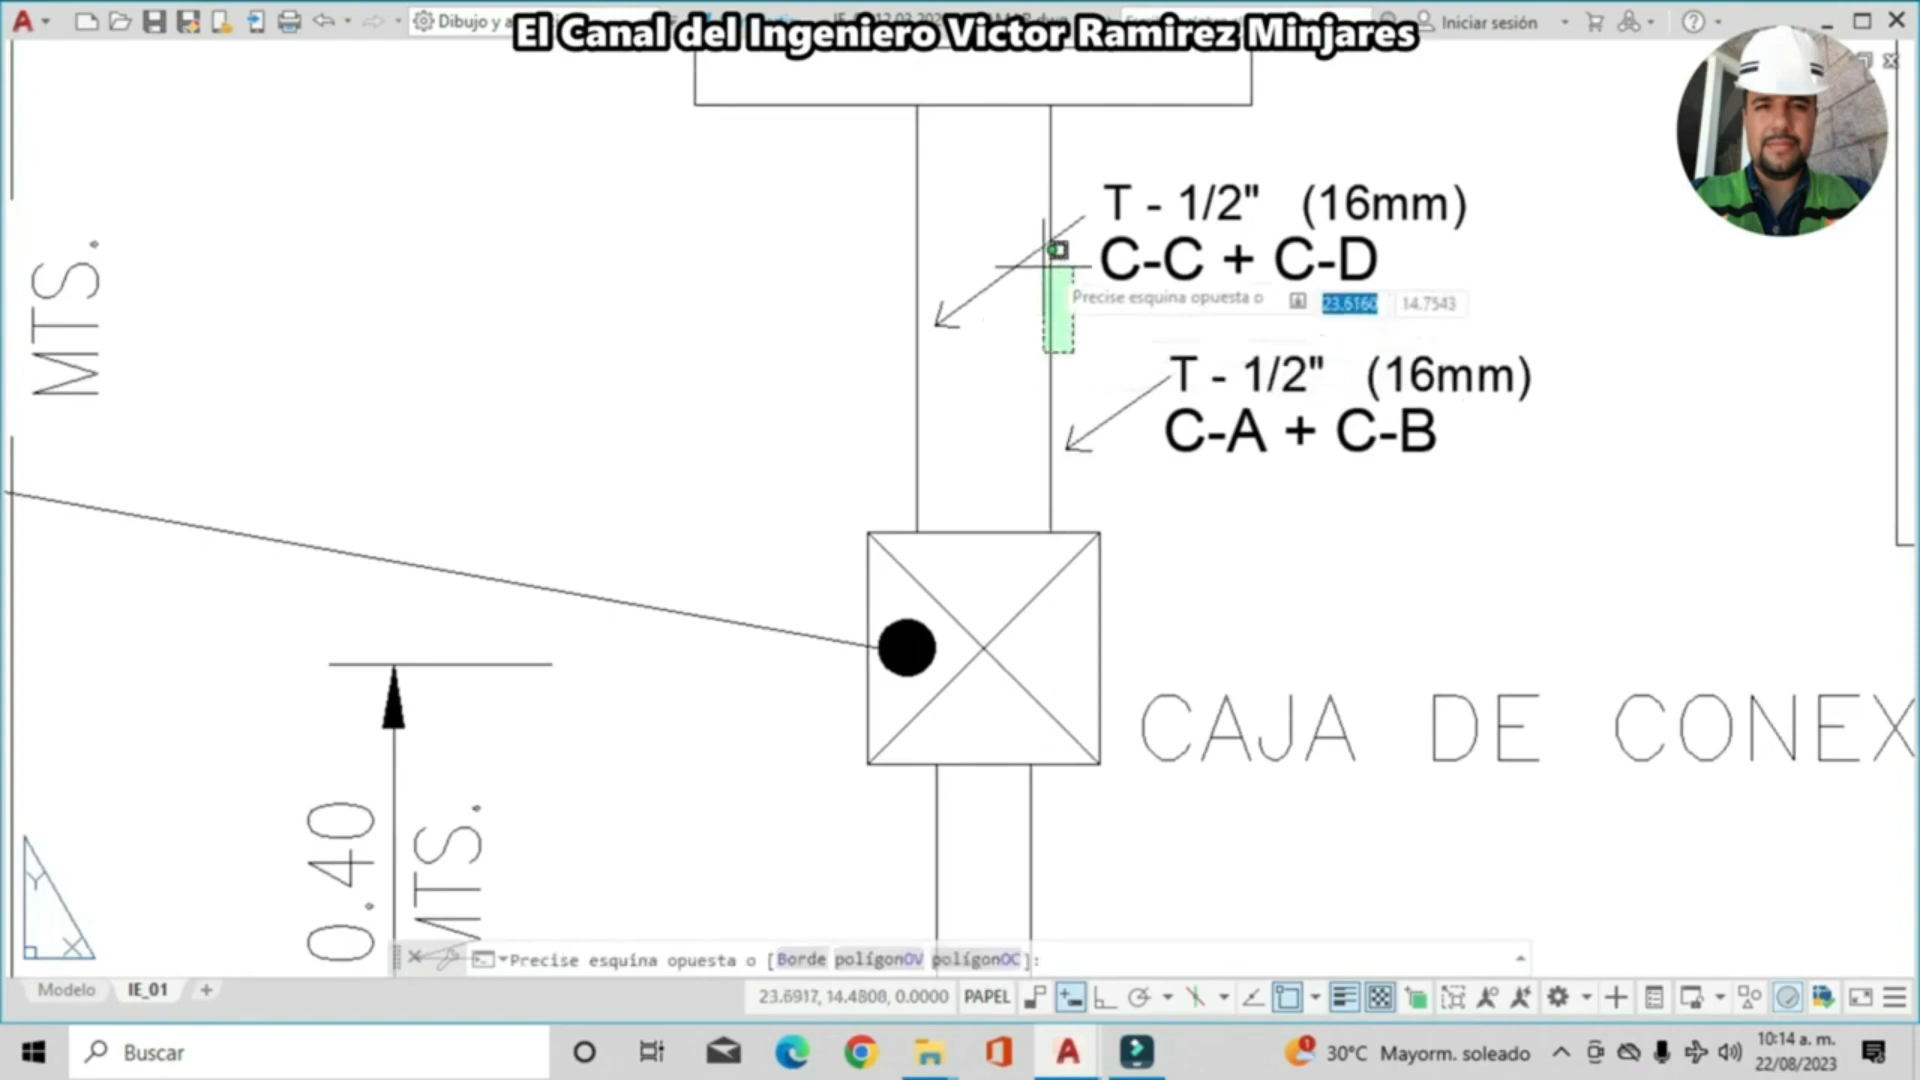 Dibujo y a
El Canal del Ingeniero Victor Ramirez Minjares
Iniciar sesión
T - 1/2" (16mm)
C-C + C-D
Precise esquina opuesta o 23.6160 14.7543
T - 1/2" (16mm)
C-A + C-B
MTS.
CAJA DE CONEX
0.40
MTS.
Y
X
Precise esquina opuesta o [Borde polígonOV polígonOC]:
Modelo IE_01 +
23.6917, 14.4808, 0.0000 PAPEL
Buscar
1
30°C Mayorm. soleado
10:14 a. m.
22/08/2023